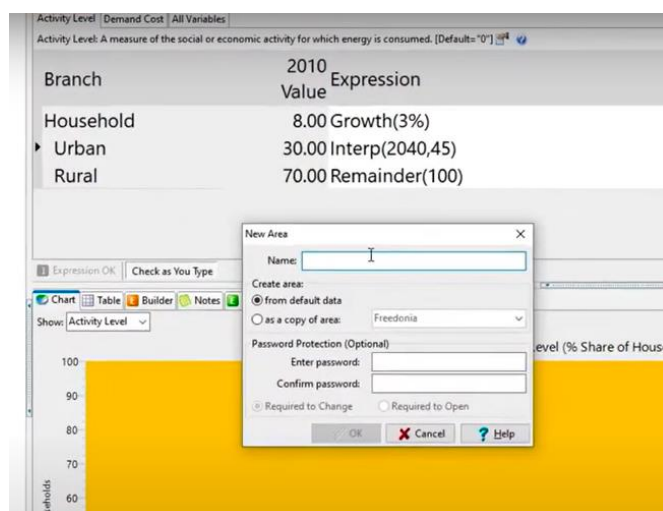 Activity Level Demand Cost All Variables
Activity Level: A measure of the social or economic activity for which energy is consumed. [Default="0"]
Branch 2010 Value Expression
Household 8.00 Growth(3%)
Urban 30.00 Interp(2040,45)
Rural 70.00 Remainder(100)
New Area
Name:
Create area:
from default data
as a copy of area: Freedonia
Password Protection (Optional)
Enter password:
Confirm password:
Required to Change Required to Open
OK Cancel Help
Expression OK Check as You Type
Chart Table Builder Notes
Show: Activity Level
evel (% Share of House
100
90
80
70
60
eholds